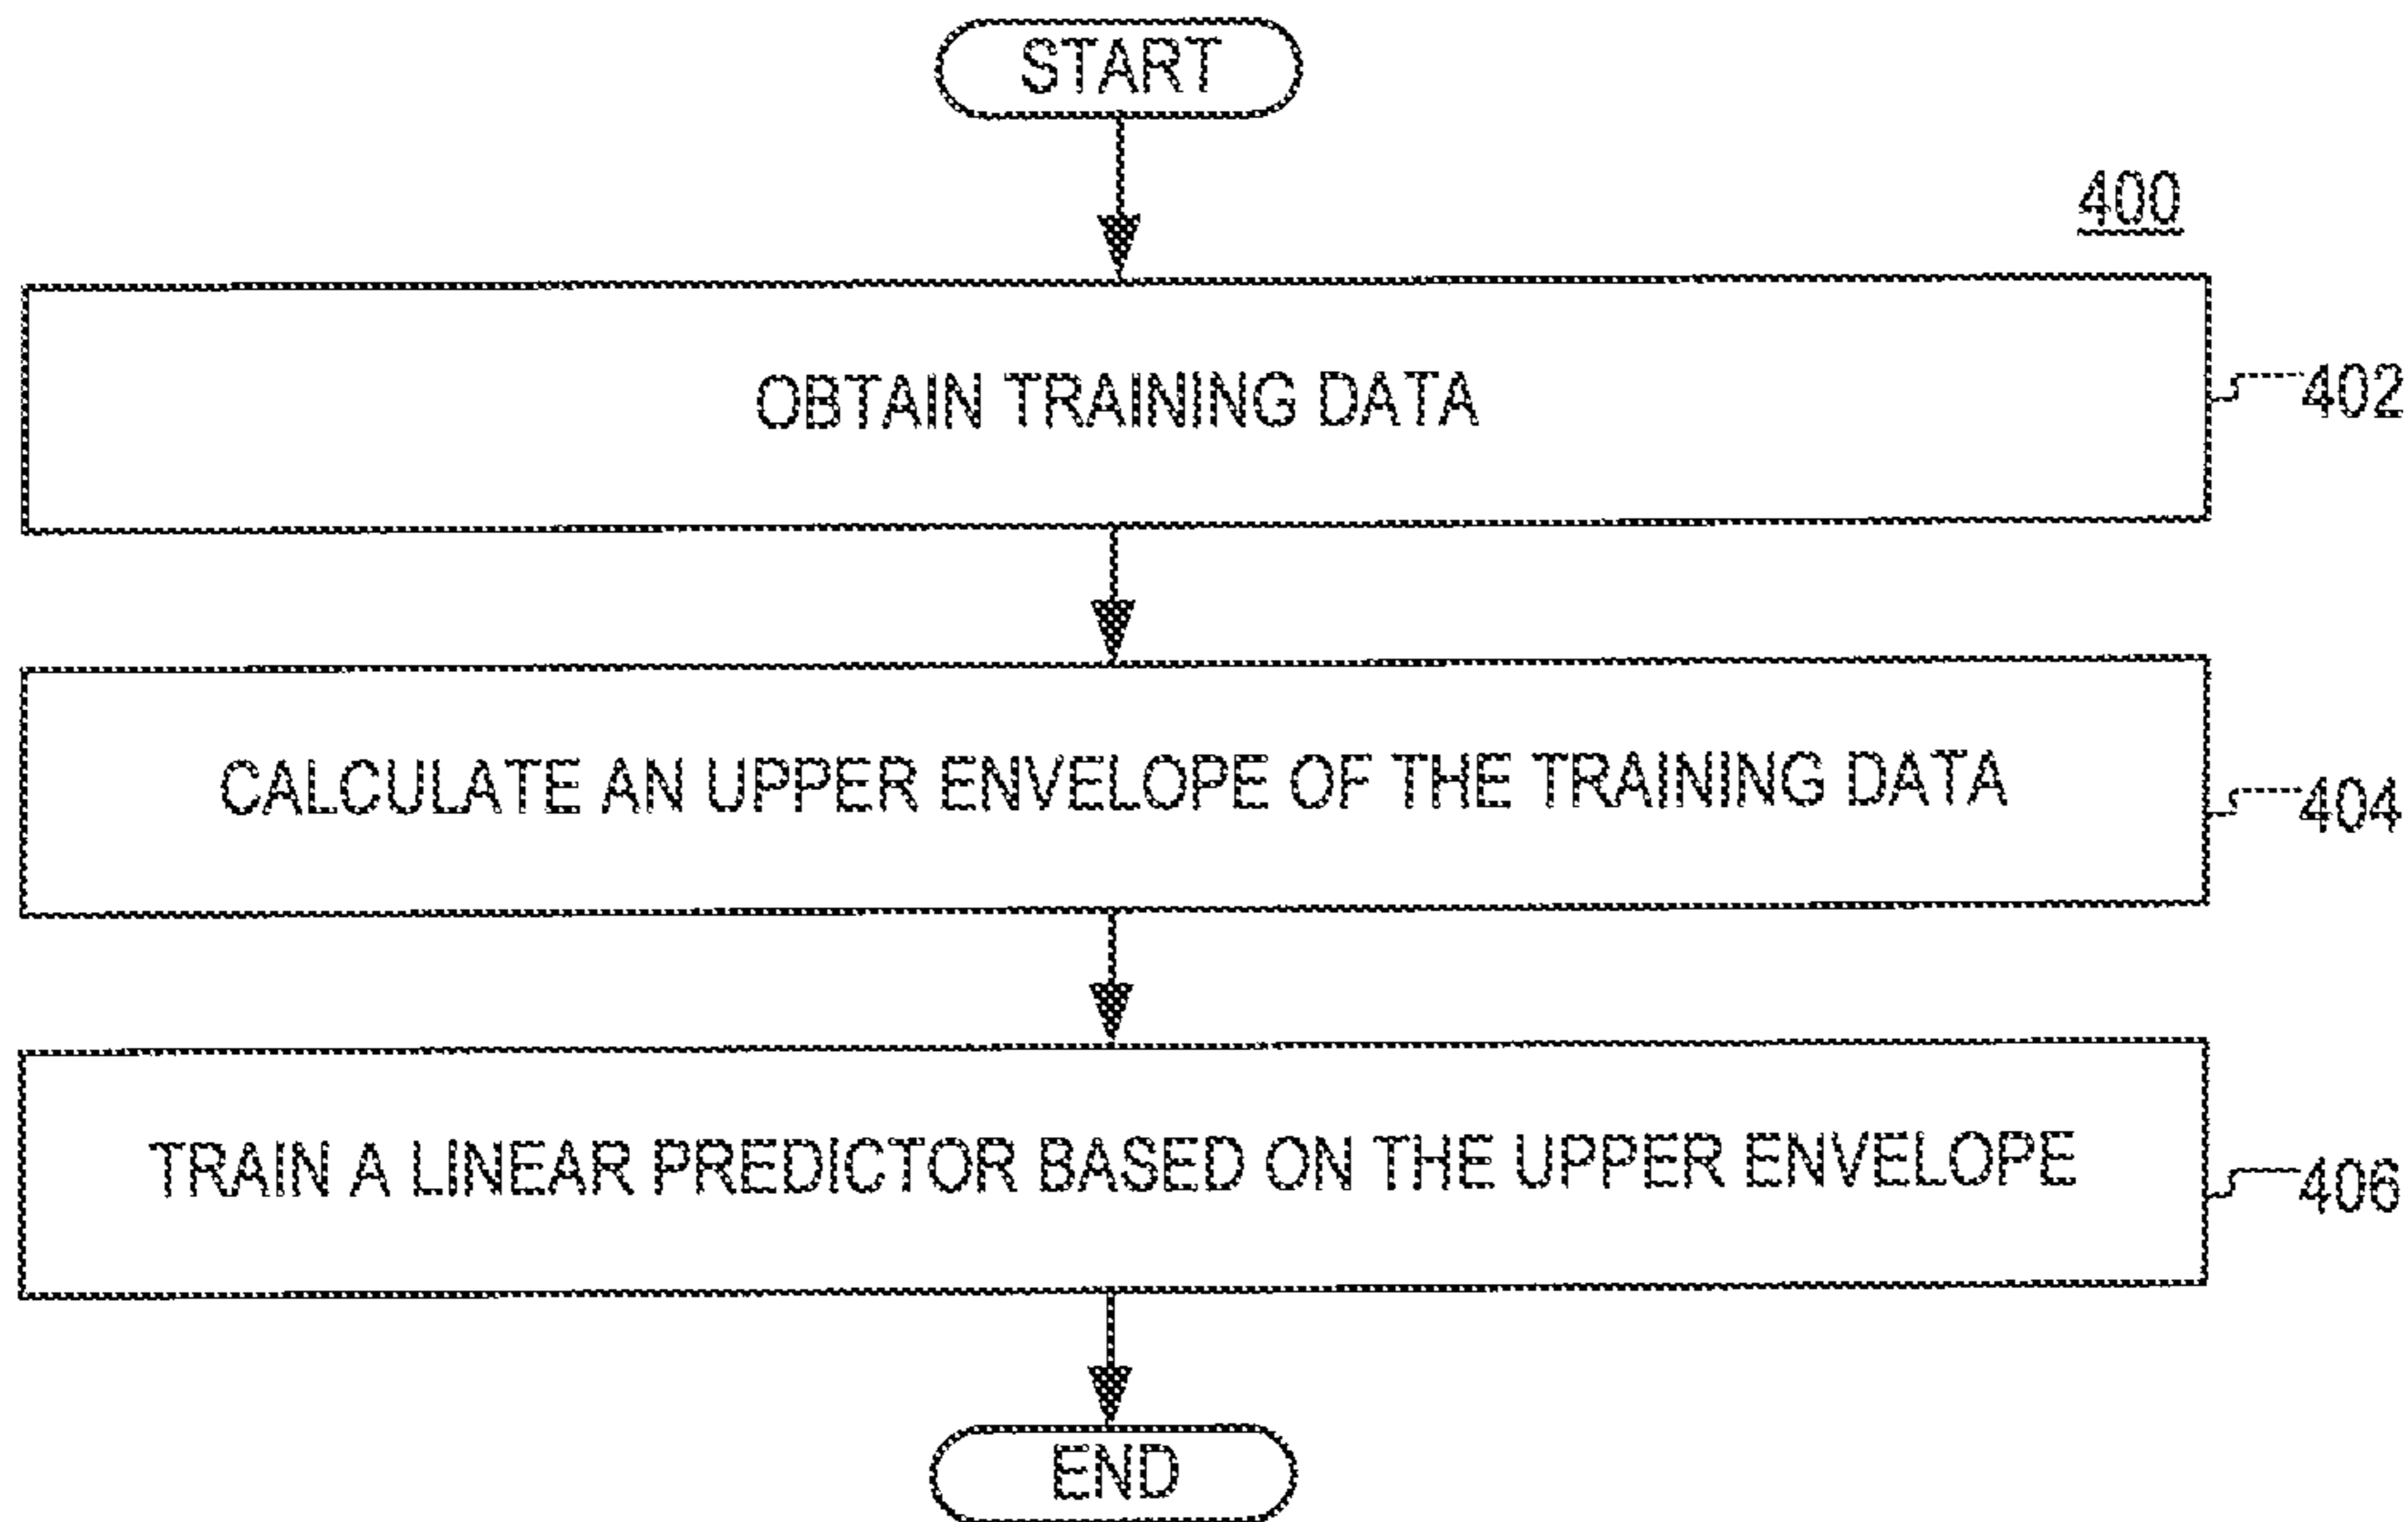 START
400
OBTAIN TRAINING DATA
402
CALCULATE AN UPPER ENVELOPE OF THE TRAINING DATA
404
TRAIN A LINEAR PREDICTOR BASED ON THE UPPER ENVELOPE
406
END